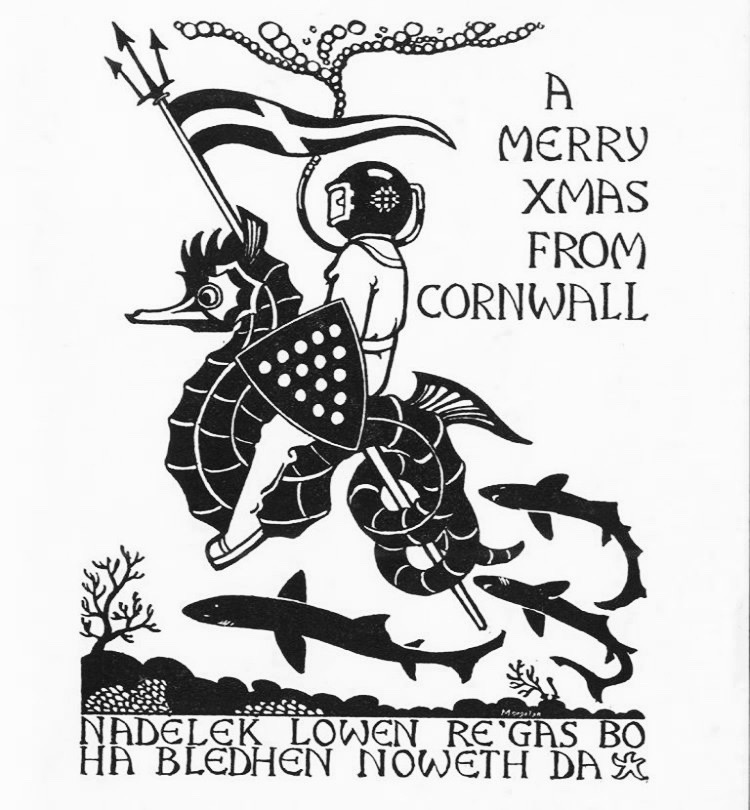 A
MERRY
XMAS
FROM
CORNWALL
NADELEK LOWEN RE'GAS BO
HA BLEDHEN NOWETH DA